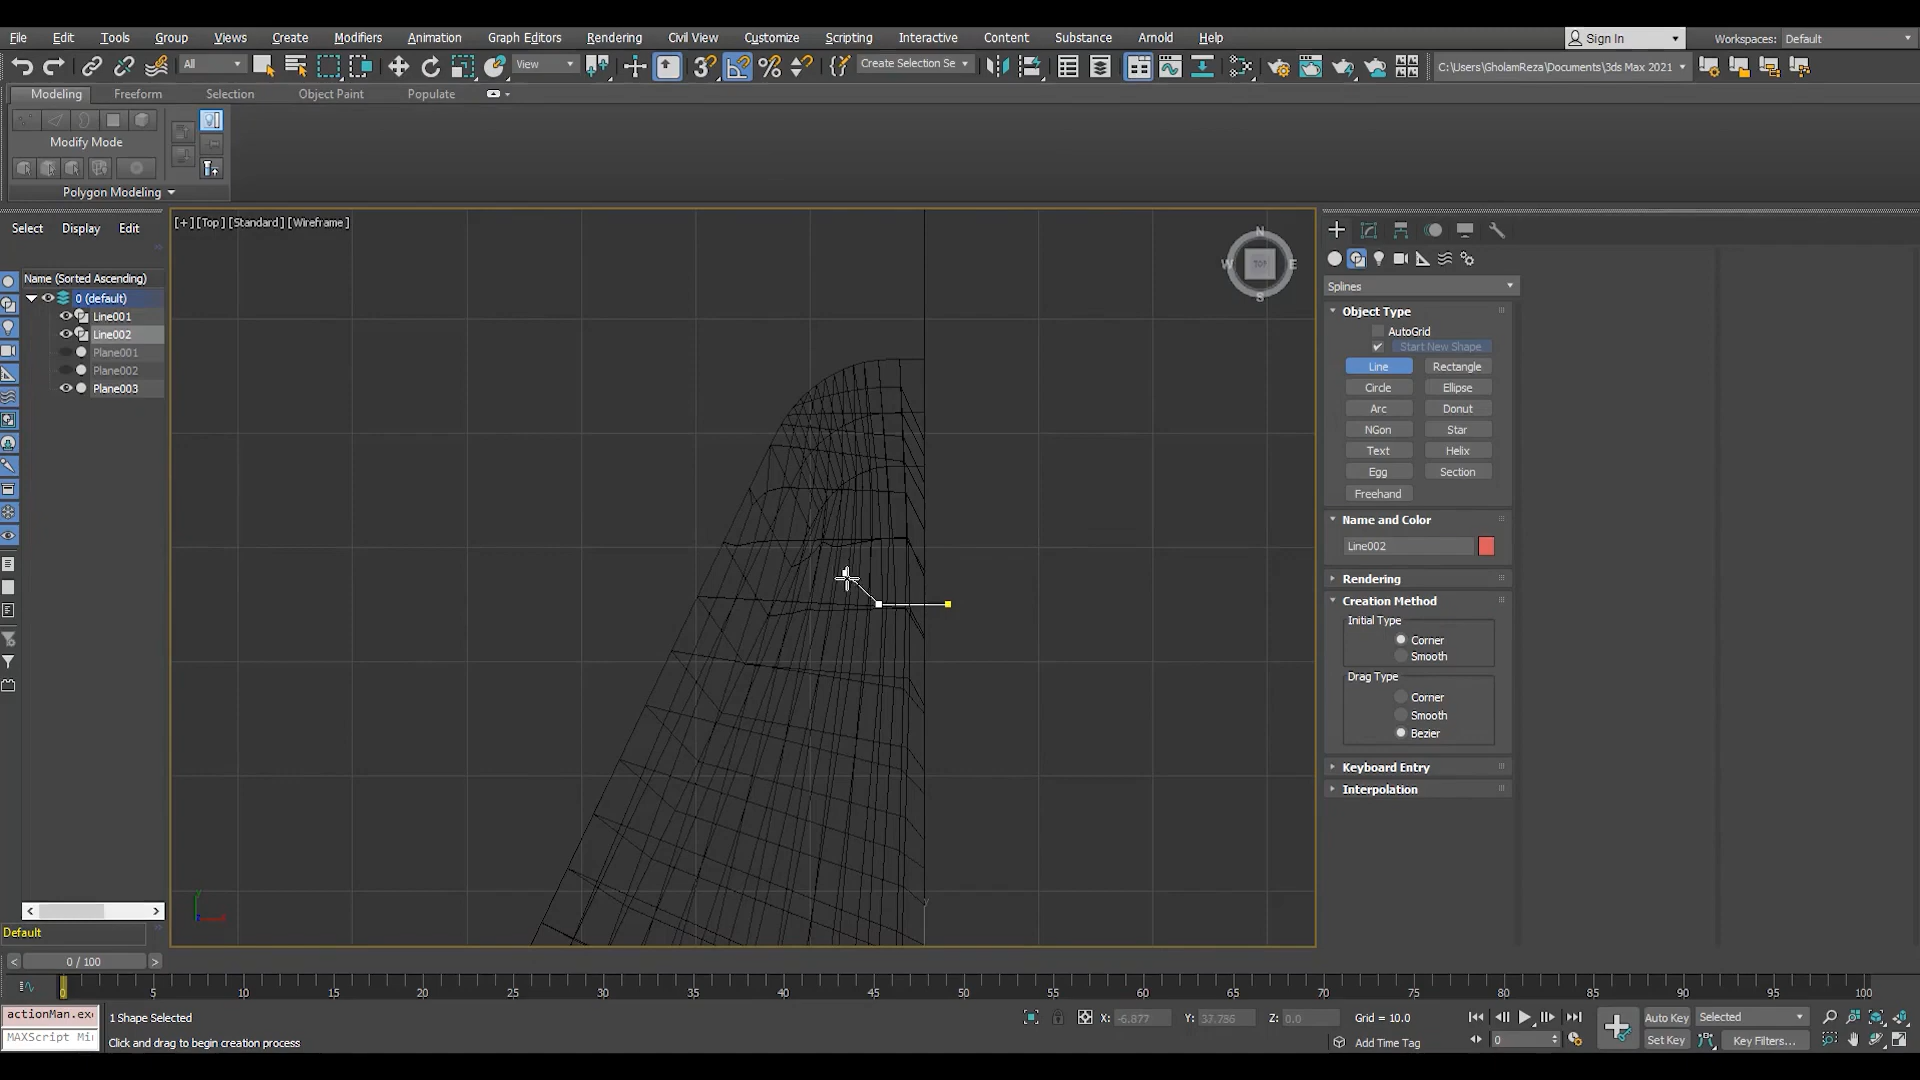 File Edit Tools Group Views Create Modifiers Animation Graph Editors Rendering Civil View Customize Scripting Interactive Content Substance Arnold Help Sign In Workspaces: Default
All View Create Selection Se C:\Users\GholamReza\Documents\3ds Max 2021
Modeling Freeform Selection Object Paint Populate
Modify Mode
Polygon Modeling
Select Display Edit
Name (Sorted Ascending)
0 (default)
Line001
Line002
Plane001
Plane002
Plane003
Default
[+] [Top] [Standard] [Wireframe]
N
W TOP E
S
y
Splines
Object Type
AutoGrid
Start New Shape
Line Rectangle
Circle Ellipse
Arc Donut
NGon Star
Text Helix
Egg Section
Freehand
Name and Color
Line002
Rendering
Creation Method
Initial Type
Corner
Smooth
Drag Type
Corner
Smooth
Bezier
Keyboard Entry
Interpolation
< 0 / 100 >
0 5 10 15 20 25 30 35 40 45 50 55 60 65 70 75 80 85 90 95 100
actionMan.exe 1 Shape Selected X: -6.877 Y: 37.786 Z: 0.0 Grid = 10.0 Auto Key Selected
MAXScript Mi Click and drag to begin creation process Add Time Tag 0 Set Key Key Filters...